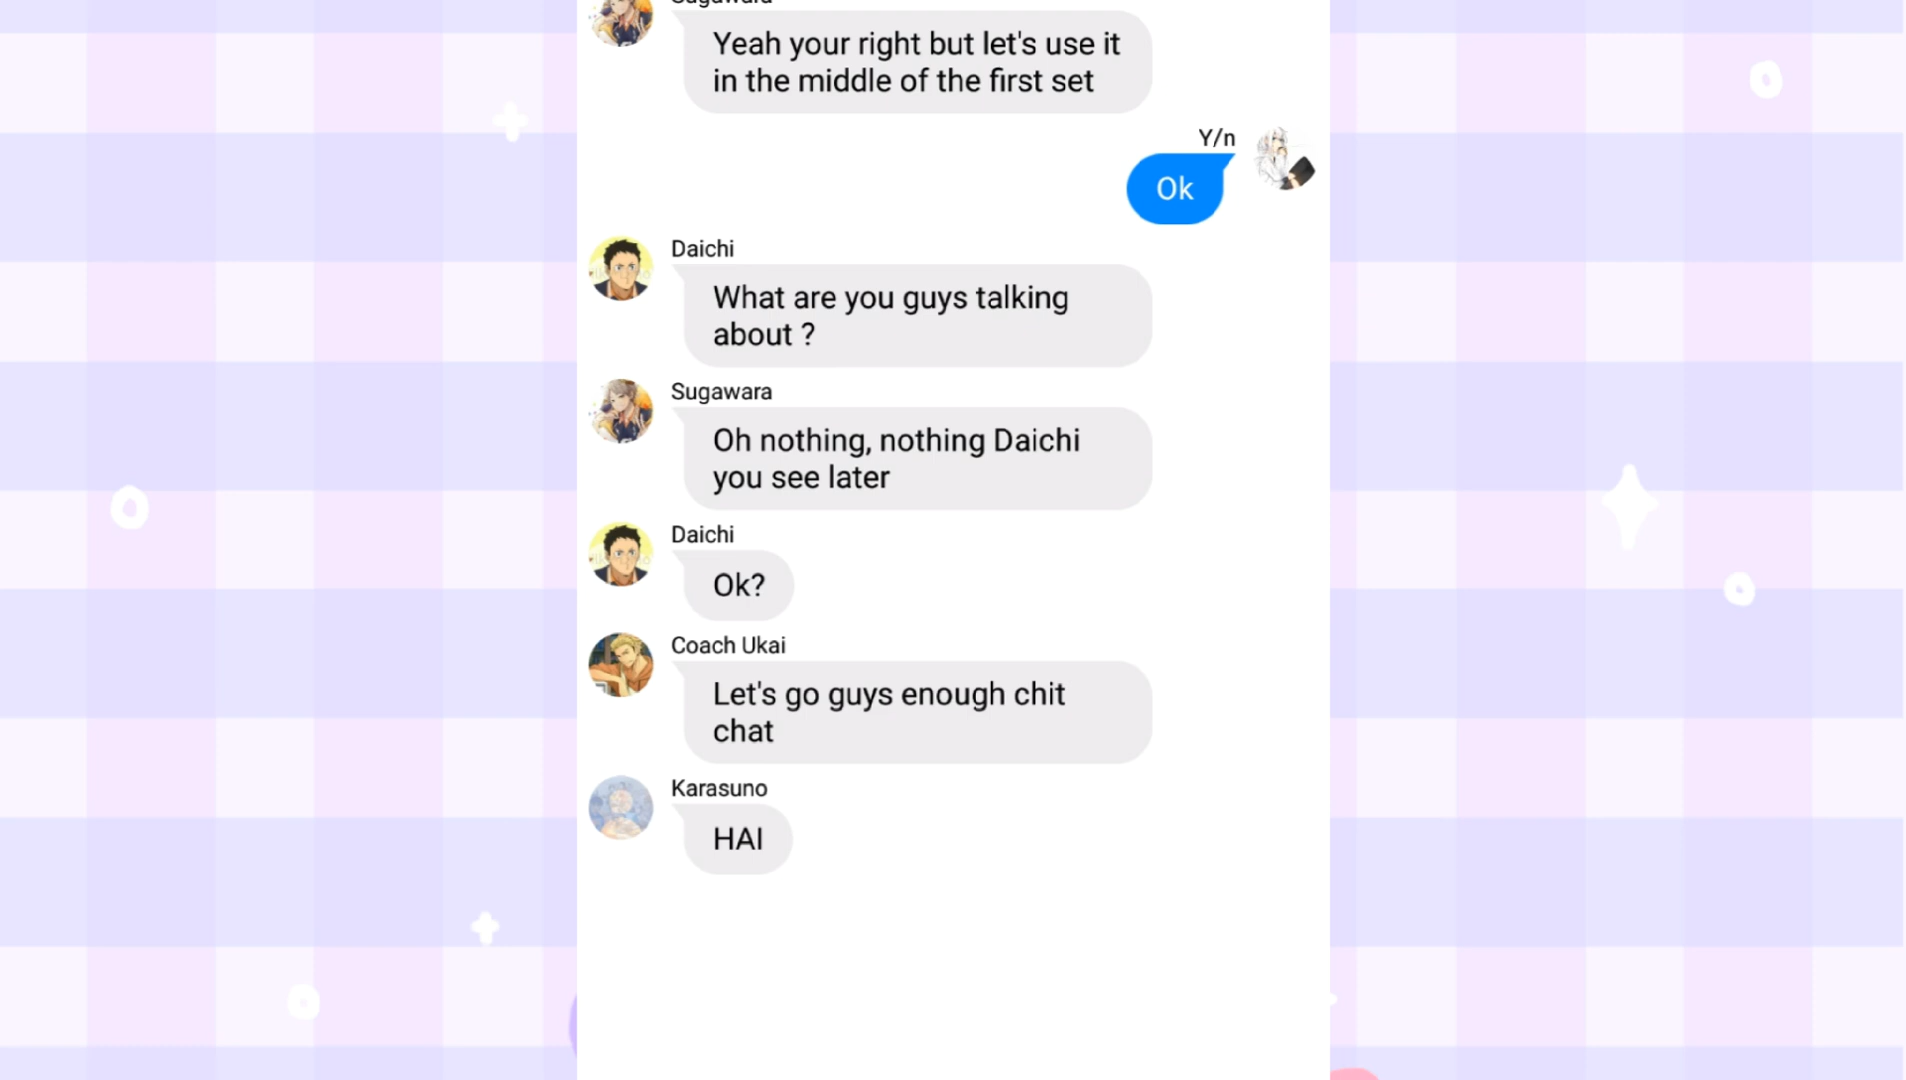 Sugawara
Yeah your right but let's use it
in the middle of the first set
Y/n
Ok
Daichi
What are you guys talking
about ?
Sugawara
Oh nothing, nothing Daichi
you see later
Daichi
Ok?
Coach Ukai
Let's go guys enough chit
chat
Karasuno
HAI